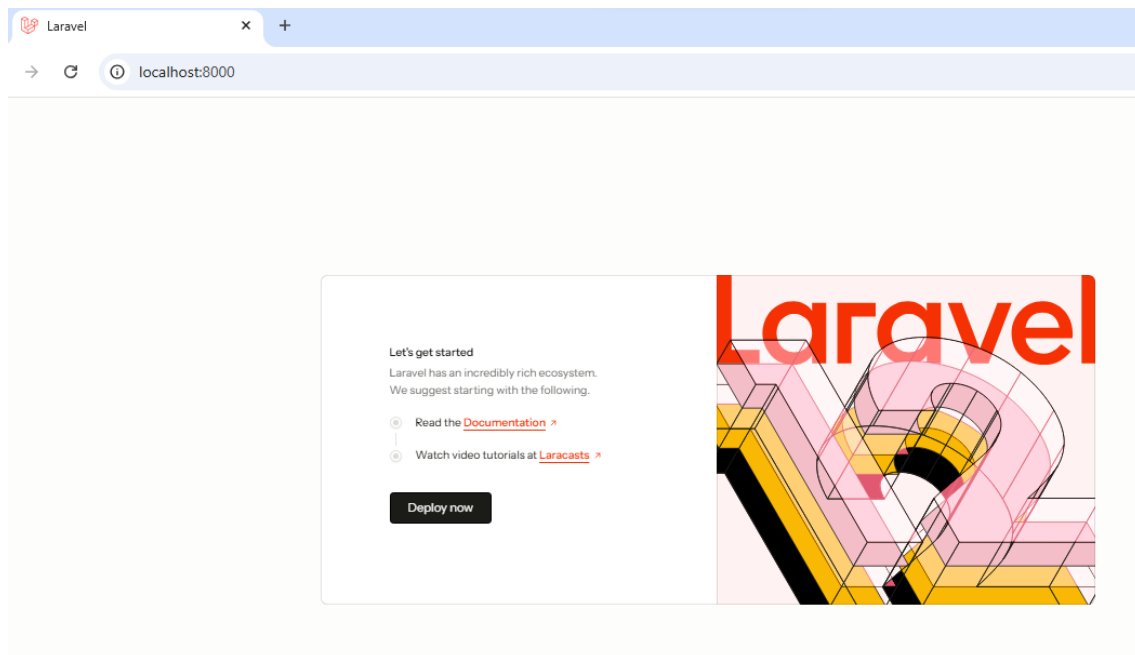 Laravel
localhost:8000
Let's get started
Laravel has an incredibly rich ecosystem.
We suggest starting with the following.
Read the Documentation
Watch video tutorials at Laracasts
Deploy now
Laravel